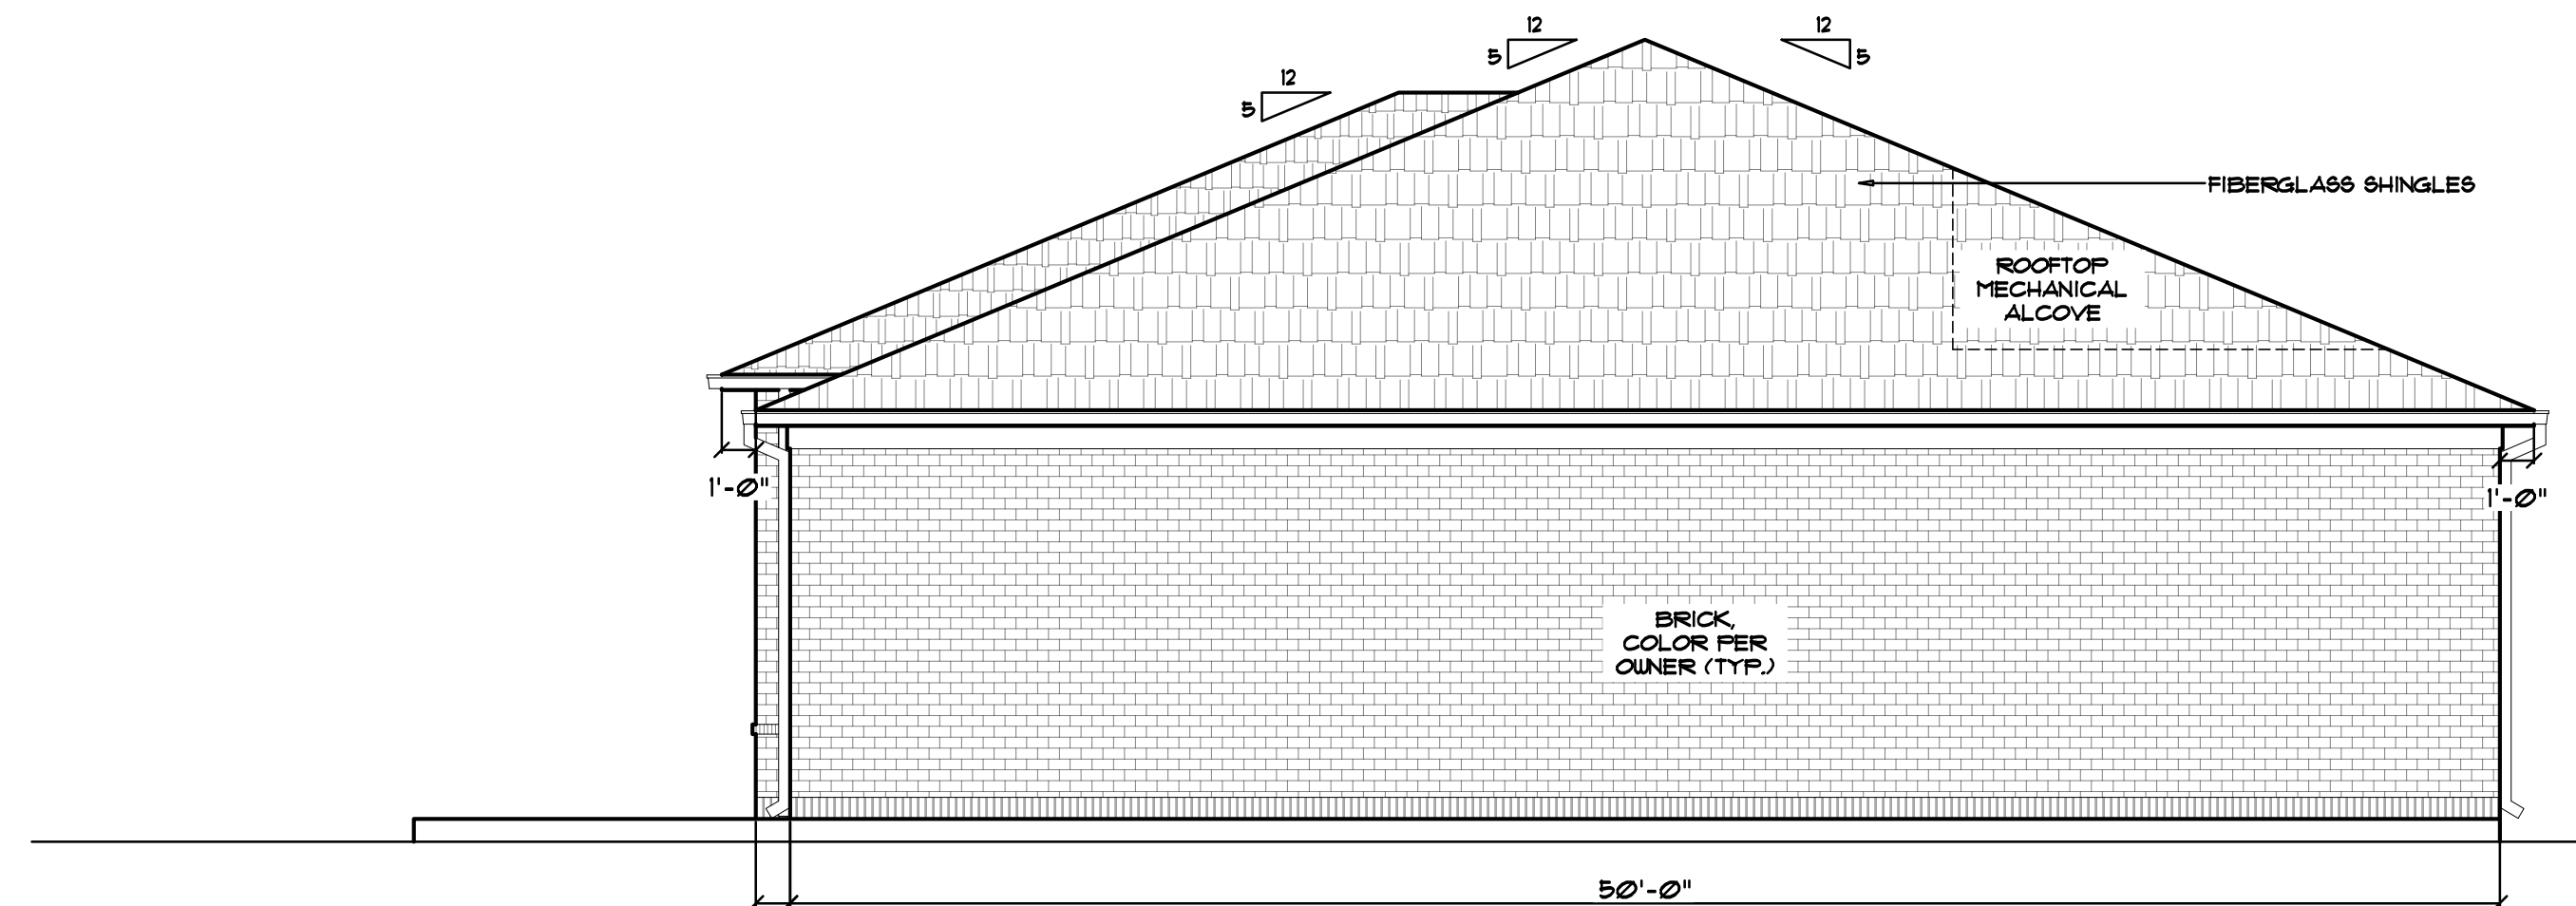 12
5
12
5
12
5
FIBERGLASS SHINGLES
ROOFTOP
MECHANICAL
ALCOVE
1'-0"
1'-0"
BRICK,
COLOR PER
OWNER (TYP.)
50'-0"